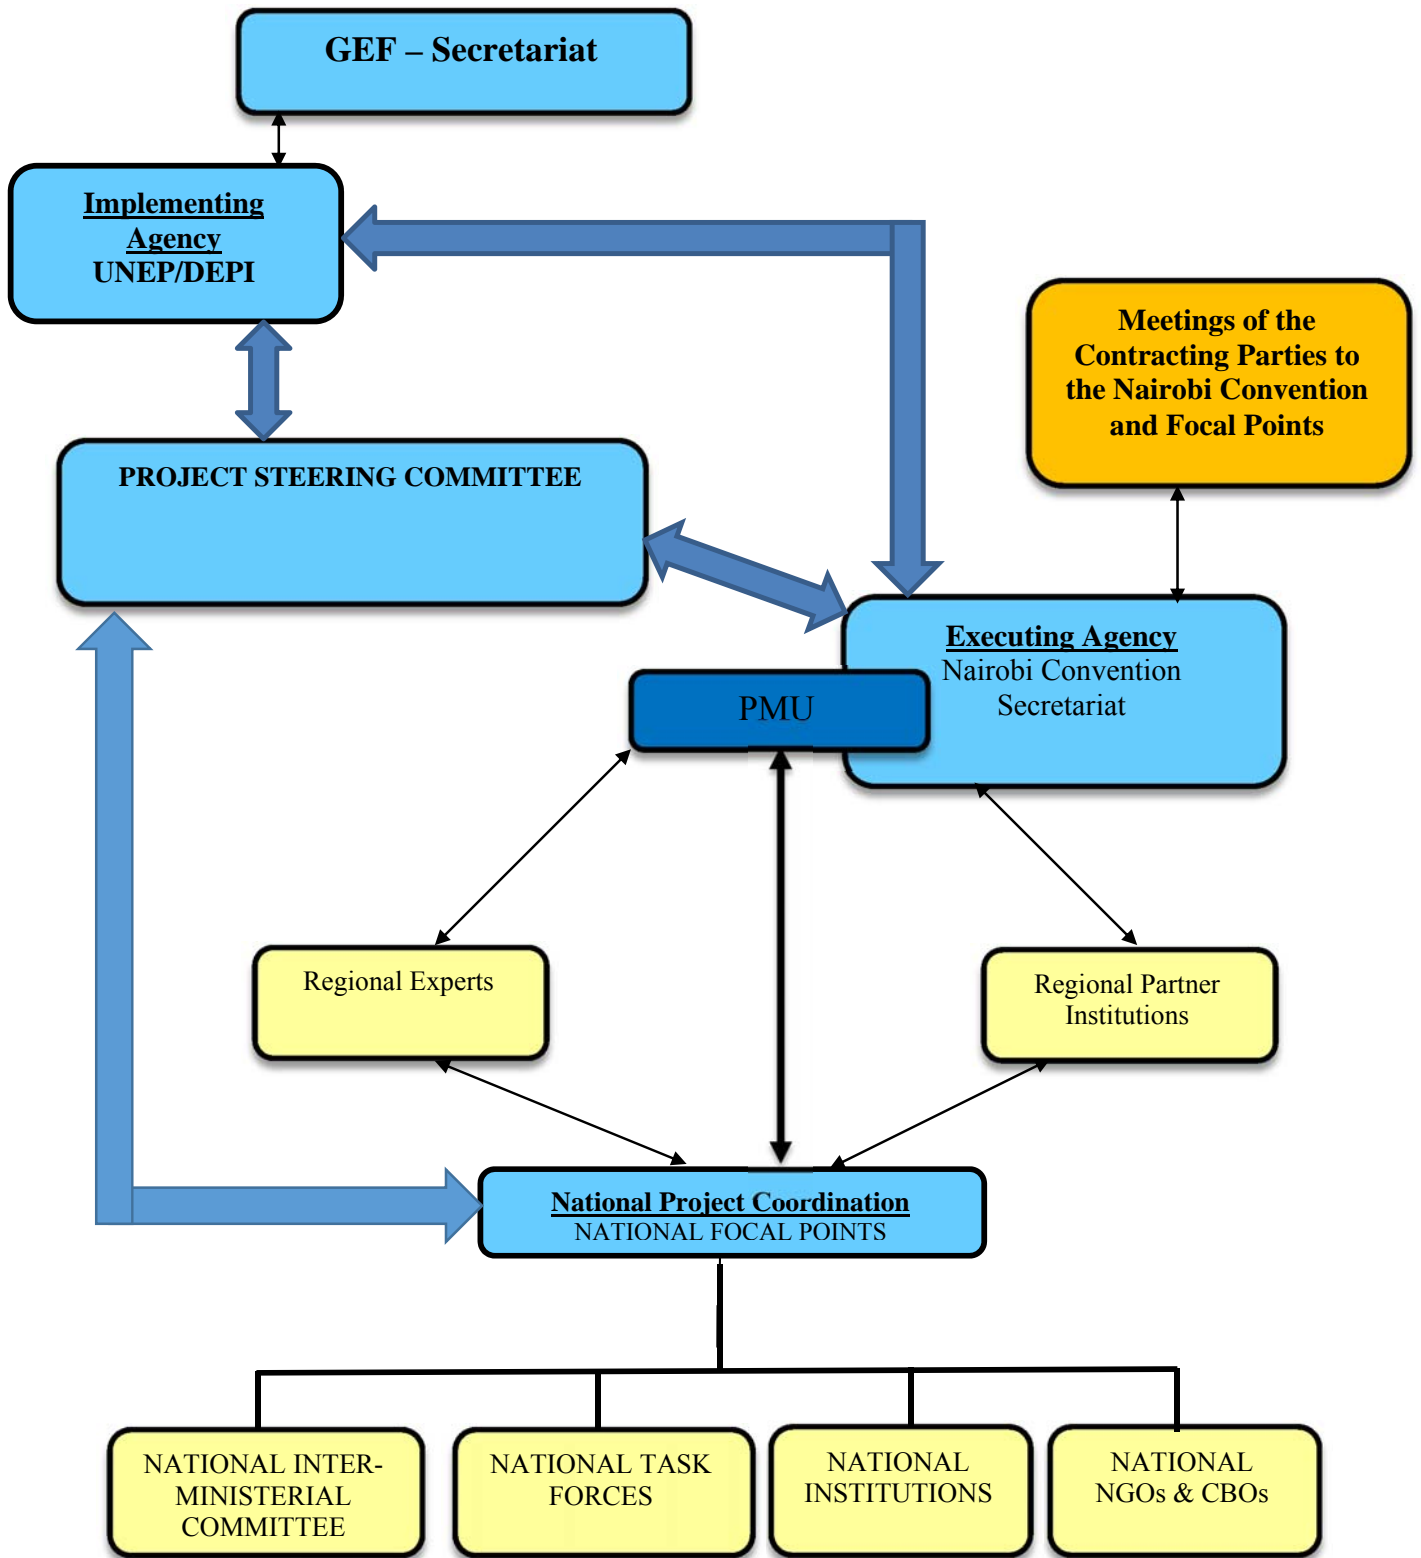 GEF – Secretariat
Implementing
Agency
UNEP/DEPI
Meetings of the
Contracting Parties to
the Nairobi Convention
and Focal Points
PROJECT STEERING COMMITTEE
Executing Agency
Nairobi Convention
Secretariat
PMU
Regional Experts
Regional Partner
Institutions
National Project Coordination
NATIONAL FOCAL POINTS
NATIONAL INTER-
MINISTERIAL
COMMITTEE
NATIONAL TASK
FORCES
NATIONAL
INSTITUTIONS
NATIONAL
NGOs & CBOs